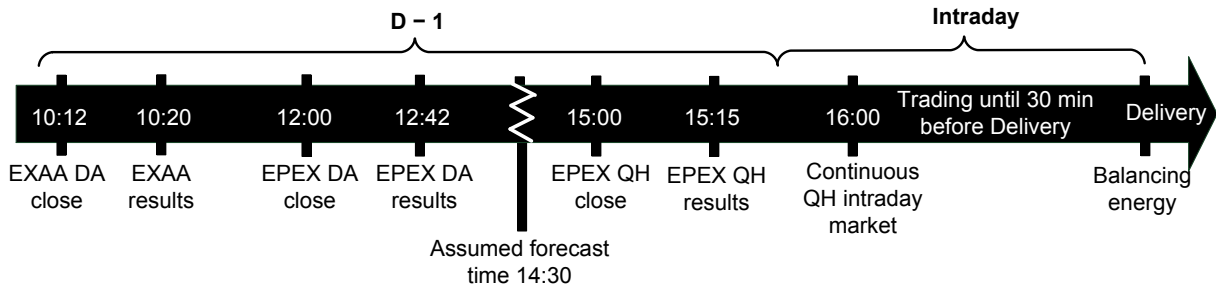 D − 1
Intraday
10:12
10:20
12:00
12:42
15:00
15:15
16:00
Trading until 30 min
before Delivery
Delivery
EXAA DA
close
EXAA
results
EPEX DA
close
EPEX DA
results
Assumed forecast
time 14:30
EPEX QH
close
EPEX QH
results
Continuous
QH intraday
market
Balancing
energy